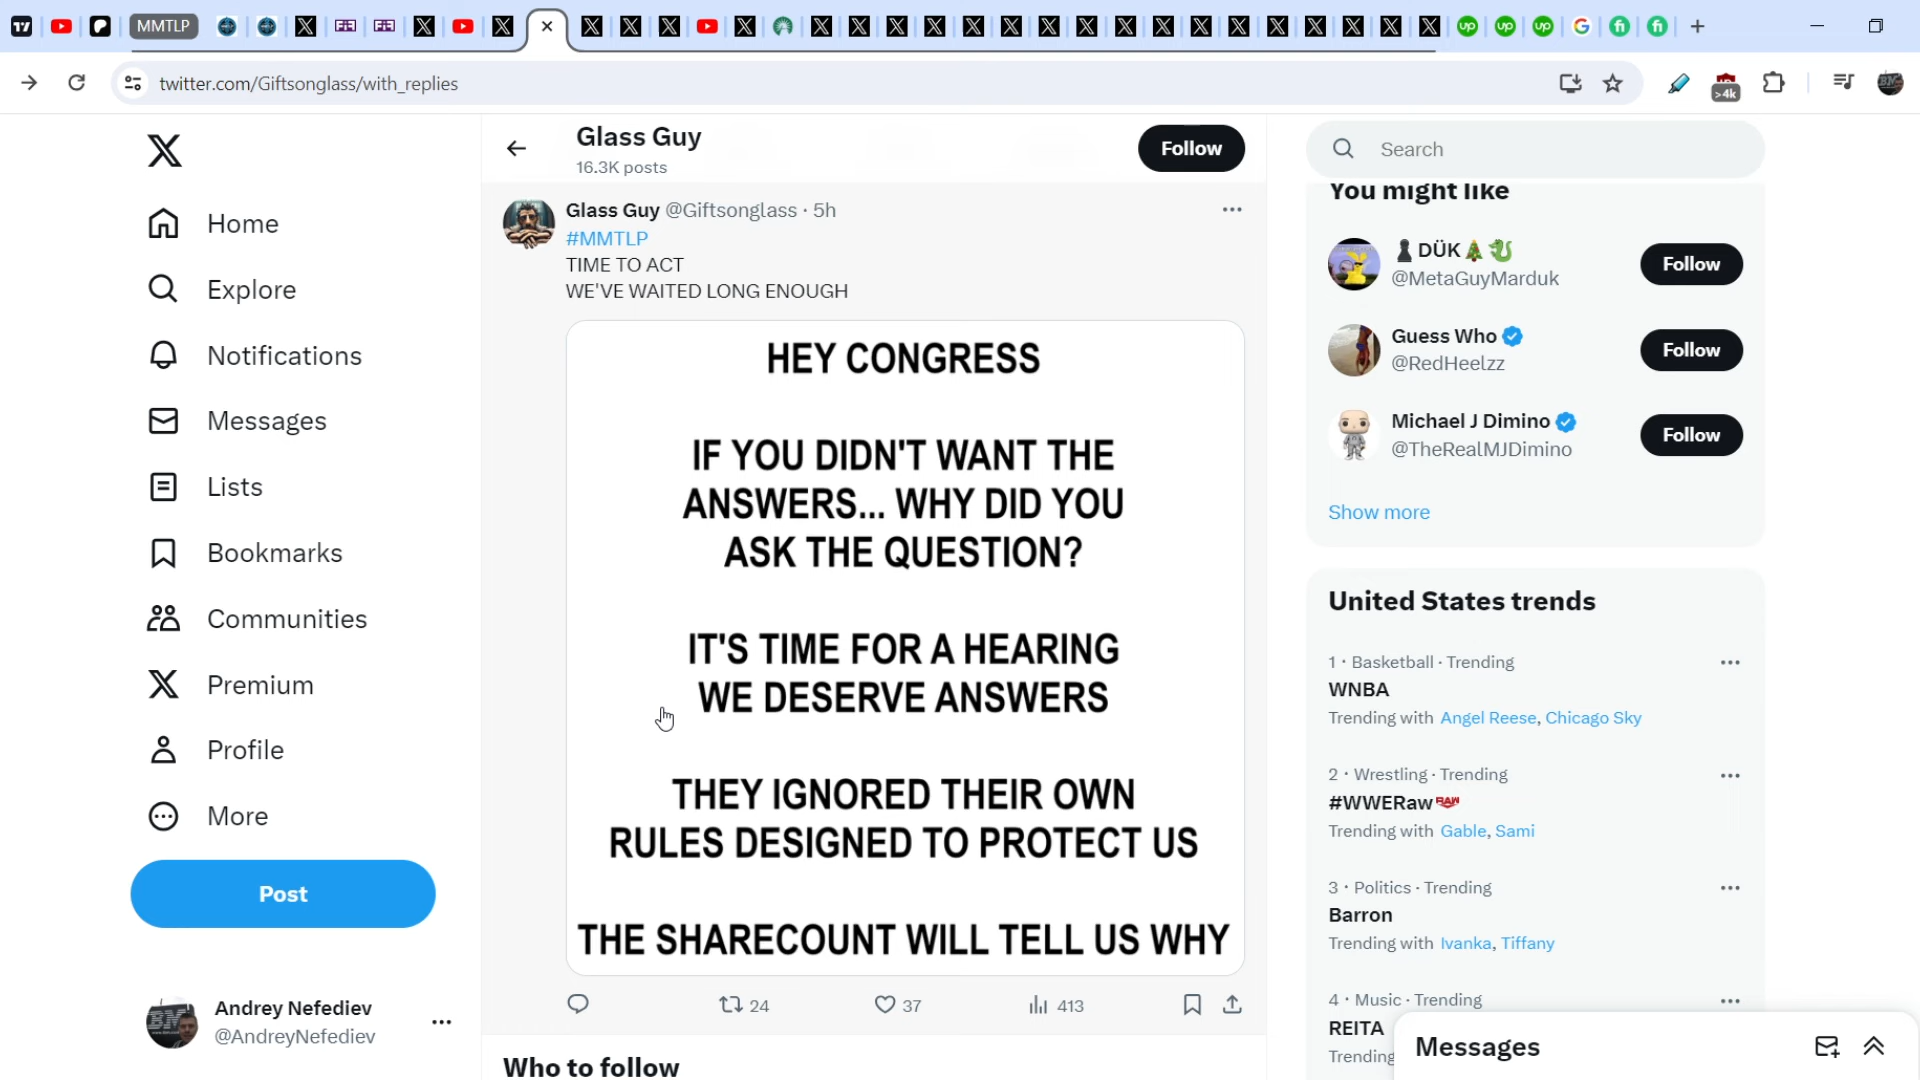 MMTLP
>4k
twitter.com/Giftsonglass/with_replies
Home
Explore
Notifications
Messages
Lists
Bookmarks
Communities
Premium
Profile
More
Post
Andrey Nefediev
@AndreyNefediev
Glass Guy
16.3K posts
Follow
Glass Guy @Giftsonglass · 5h
#MMTLP
TIME TO ACT
WE'VE WAITED LONG ENOUGH
HEY CONGRESS
IF YOU DIDN'T WANT THE
ANSWERS... WHY DID YOU
ASK THE QUESTION?
IT'S TIME FOR A HEARING
WE DESERVE ANSWERS
THEY IGNORED THEIR OWN
RULES DESIGNED TO PROTECT US
THE SHARECOUNT WILL TELL US WHY
24
37
413
Who to follow
Search
You might like
DÜK
@MetaGuyMarduk
Follow
Guess Who
@RedHeelzz
Follow
Michael J Dimino
@TheRealMJDimino
Follow
Show more
United States trends
1 · Basketball · Trending
WNBA
Trending with Angel Reese, Chicago Sky
2 · Wrestling · Trending
#WWERaw
Trending with Gable, Sami
3 · Politics · Trending
Barron
Trending with Ivanka, Tiffany
4 · Music · Trending
REITA
Trending
Messages